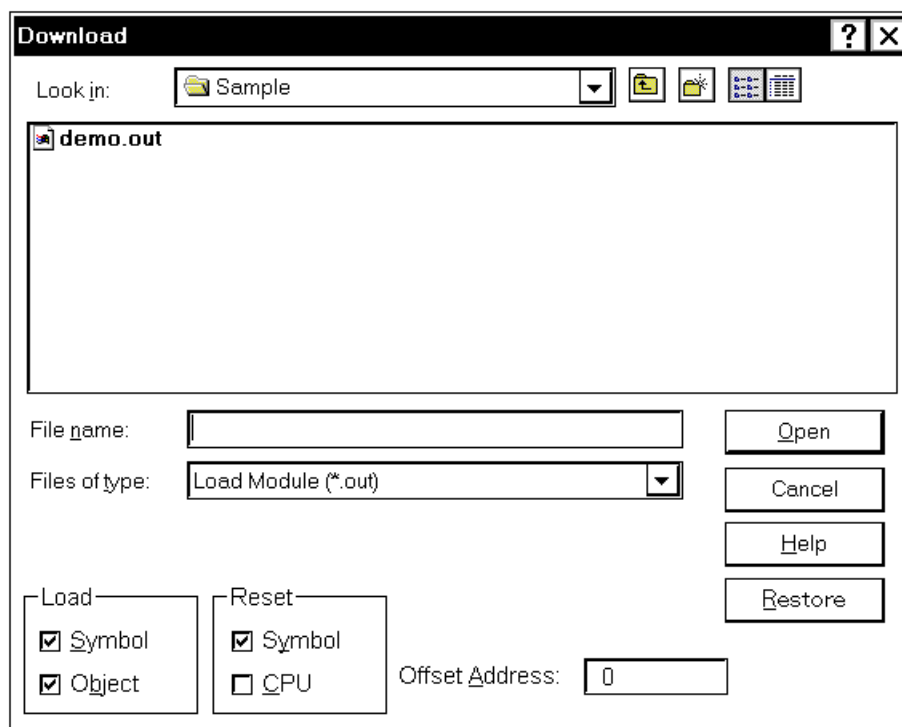 Download
Look in: Sample
demo.out
File name:
Open
Files of type: Load Module (*.out)
Cancel
Help
Restore
Load
Symbol
Object
Reset
Symbol
CPU
Offset Address: 0